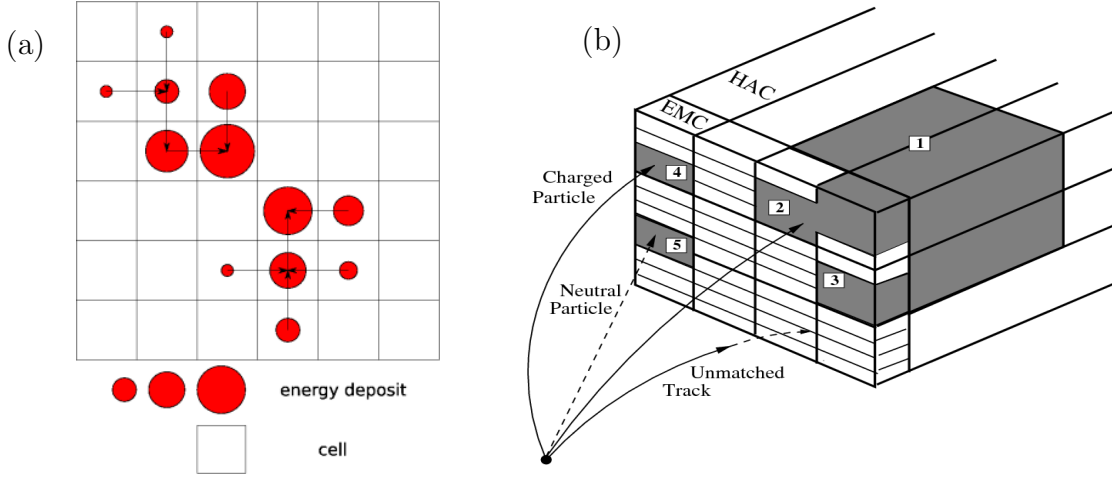 (a)
energy deposit
cell
(b)
HAC
EMC
1
4
2
5
3
Charged
Particle
Neutral
Particle
Unmatched
Track